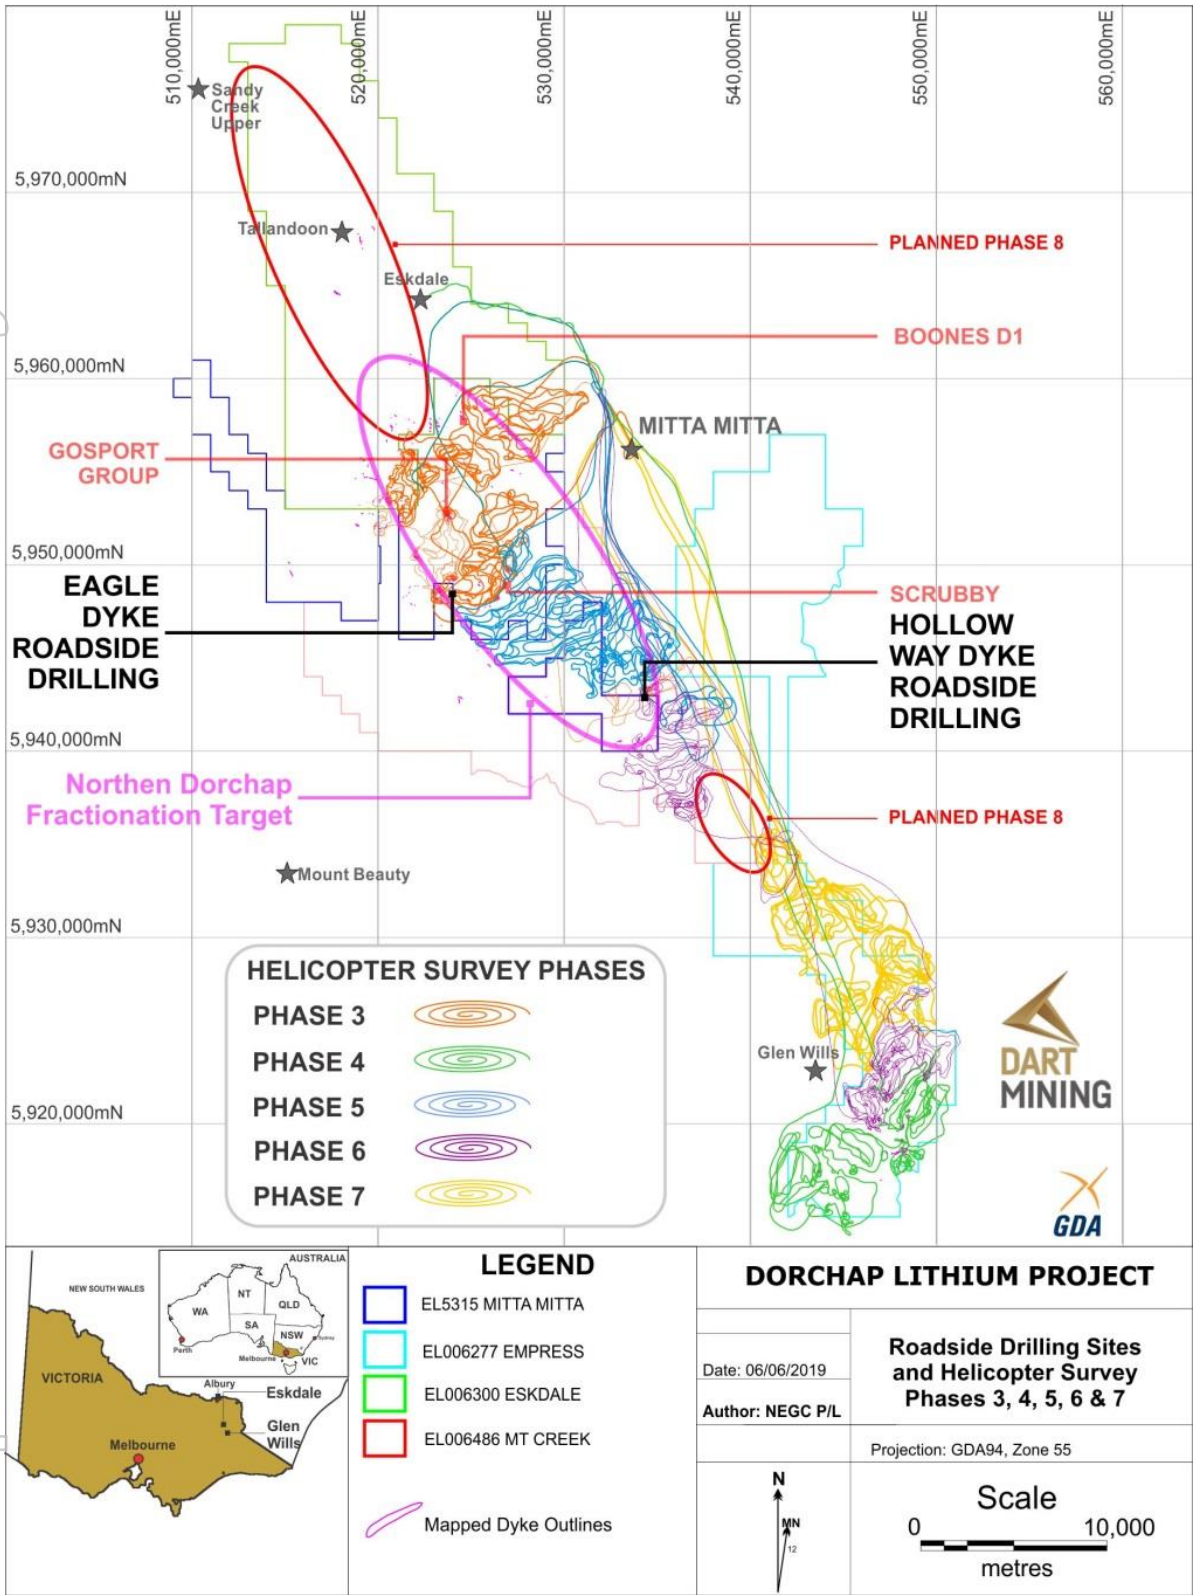 510,000mE
520,000mE
530,000mE
540,000mE
550,000mE
560,000mE
Sandy
Creek
Upper
5,970,000mN
Tallandoon
PLANNED PHASE 8
Eskdale
BOONES D1
5,960,000mN
MITTA MITTA
GOSPORT
GROUP
5,950,000mN
EAGLE
DYKE
ROADSIDE
DRILLING
SCRUBBY
HOLLOW
WAY DYKE
ROADSIDE
DRILLING
5,940,000mN
Northen Dorchap
Fractionation Target
PLANNED PHASE 8
Mount Beauty
5,930,000mN
HELICOPTER SURVEY PHASES
PHASE 3
PHASE 4
PHASE 5
PHASE 6
PHASE 7
Glen Wills
DART
MINING
5,920,000mN
GDA
NEW SOUTH WALES
AUSTRALIA
WA
NT
QLD
SA
NSW
Sydney
Perth
Melbourne
VIC
VICTORIA
Albury
Eskdale
Glen
Wills
Melbourne
LEGEND
EL5315 MITTA MITTA
EL006277 EMPRESS
EL006300 ESKDALE
EL006486 MT CREEK
Mapped Dyke Outlines
DORCHAP LITHIUM PROJECT
Date: 06/06/2019
Author: NEGC P/L
Roadside Drilling Sites
and Helicopter Survey
Phases 3, 4, 5, 6 & 7
Projection: GDA94, Zone 55
N
MN
12
Scale
0 10,000
metres